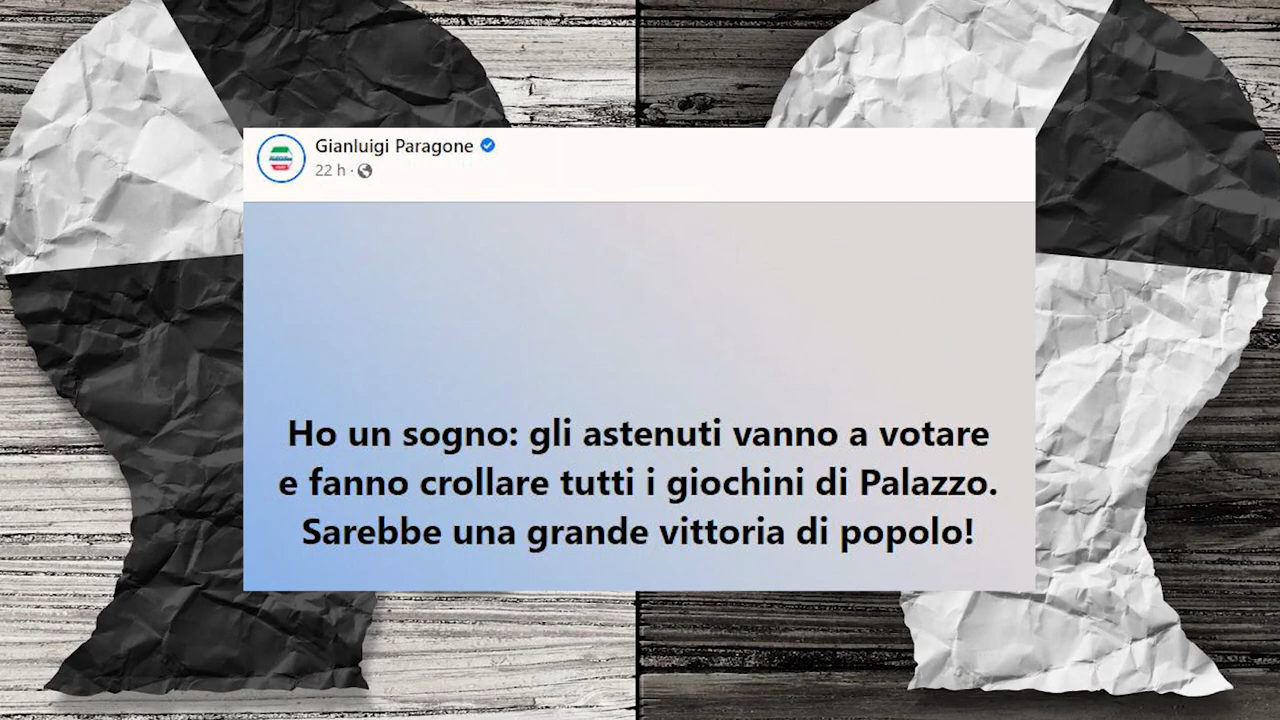 Gianluigi Paragone
22 h ·
Ho un sogno: gli astenuti vanno a votare
e fanno crollare tutti i giochini di Palazzo.
Sarebbe una grande vittoria di popolo!